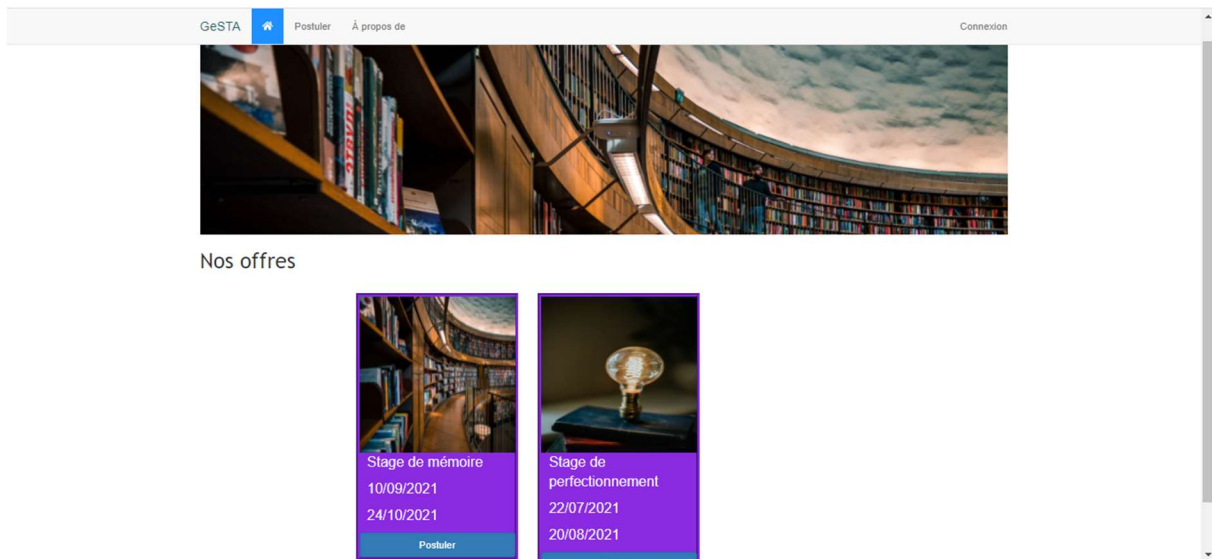 GeSTA Postuler À propos de Connexion
Nos offres
Stage de mémoire
10/09/2021
24/10/2021
Postuler
Stage de
perfectionnement
22/07/2021
20/08/2021